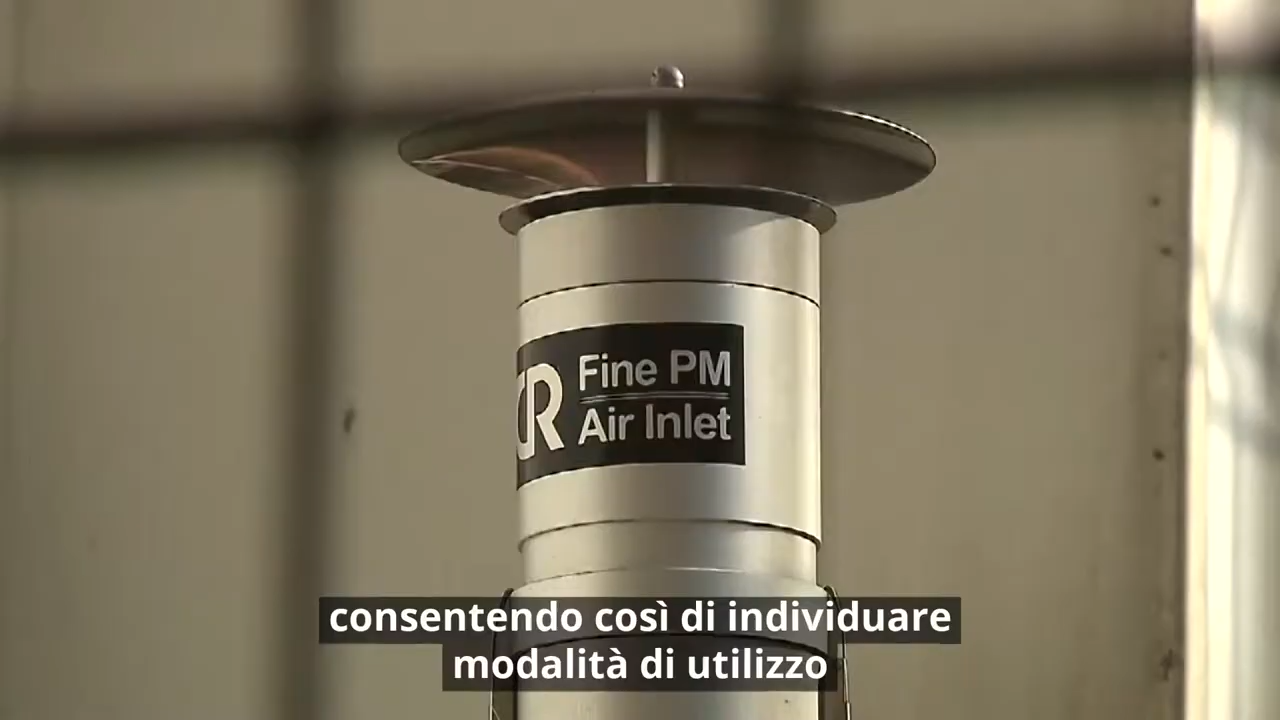 Fine PM
Air Inlet
consentendo così di individuare
modalità di utilizzo